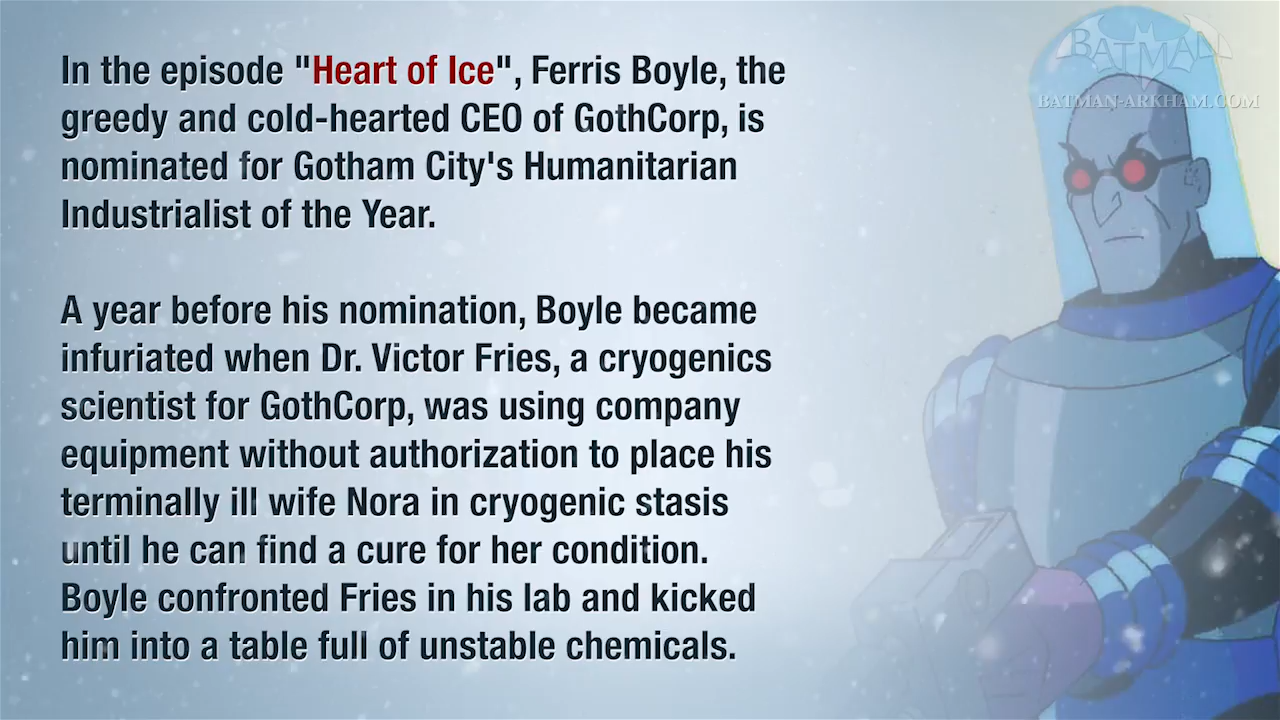 BATMAN
BATMAN-ARKHAM.COM
In the episode "Heart of Ice", Ferris Boyle, the
greedy and cold-hearted CEO of GothCorp, is
nominated for Gotham City's Humanitarian
Industrialist of the Year.
A year before his nomination, Boyle became
infuriated when Dr. Victor Fries, a cryogenics
scientist for GothCorp, was using company
equipment without authorization to place his
terminally ill wife Nora in cryogenic stasis
until he can find a cure for her condition.
Boyle confronted Fries in his lab and kicked
him into a table full of unstable chemicals.